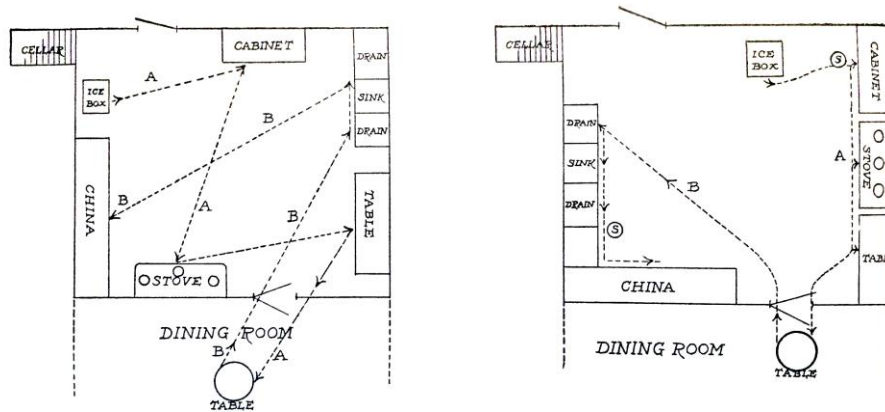 CELLAR
CABINET
DRAIN
A
ICE
BOX
SINK
B
DRAIN
CHINA
B
A
B
TABLE
STOVE
DINING ROOM
B
A
TABLE
CELLAR
ICE
BOX
S
CABINET
DRAIN
SINK
A
STOVE
B
DRAIN
S
TABL
CHINA
DINING ROOM
TABLE